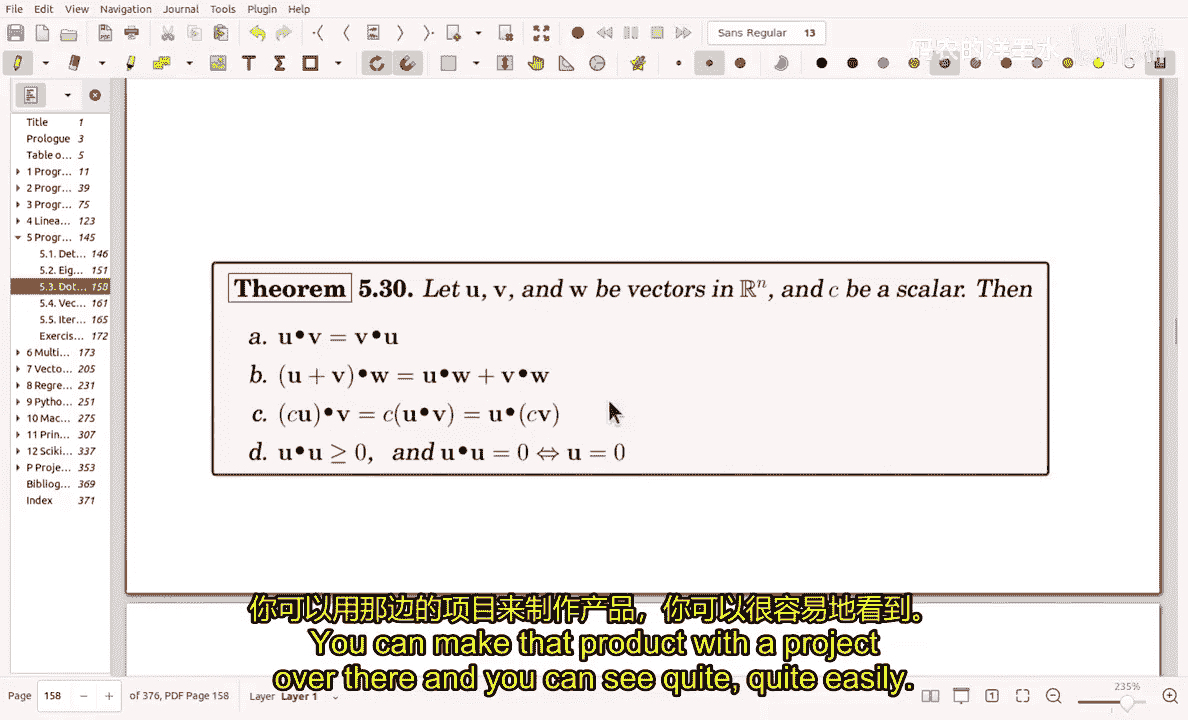 File Edit View Navigation Journal Tools Plugin Help
Sans Regular 13
Title 1
Prologue 3
Table o... 5
1 Progr... 11
2 Progr... 39
3 Progr... 75
4 Linea... 123
5 Progr... 145
5.1. Det... 146
5.2. Eig... 151
5.3. Dot... 158
5.4. Vec... 161
5.5. Iter... 165
Exercis... 172
6 Multi... 173
7 Vecto... 205
8 Regre... 231
9 Pytho... 251
10 Mac... 275
11 Prin... 307
12 Sciki... 337
P Proje... 353
Bibliog... 369
Index 371
Theorem 5.30. Let u, v, and w be vectors in ℝⁿ, and c be a scalar. Then
a. u•v = v•u
b. (u + v)•w = u•w + v•w
c. (cu)•v = c(u•v) = u•(cv)
d. u•u ≥ 0, and u•u = 0 ⇔ u = 0
你可以用那边的项目来制作产品，你可以很容易地看到。
You can make that product with a project
over there and you can see quite, quite easily.
Page 158 − + of 376, PDF Page 158 Layer Layer 1 235%